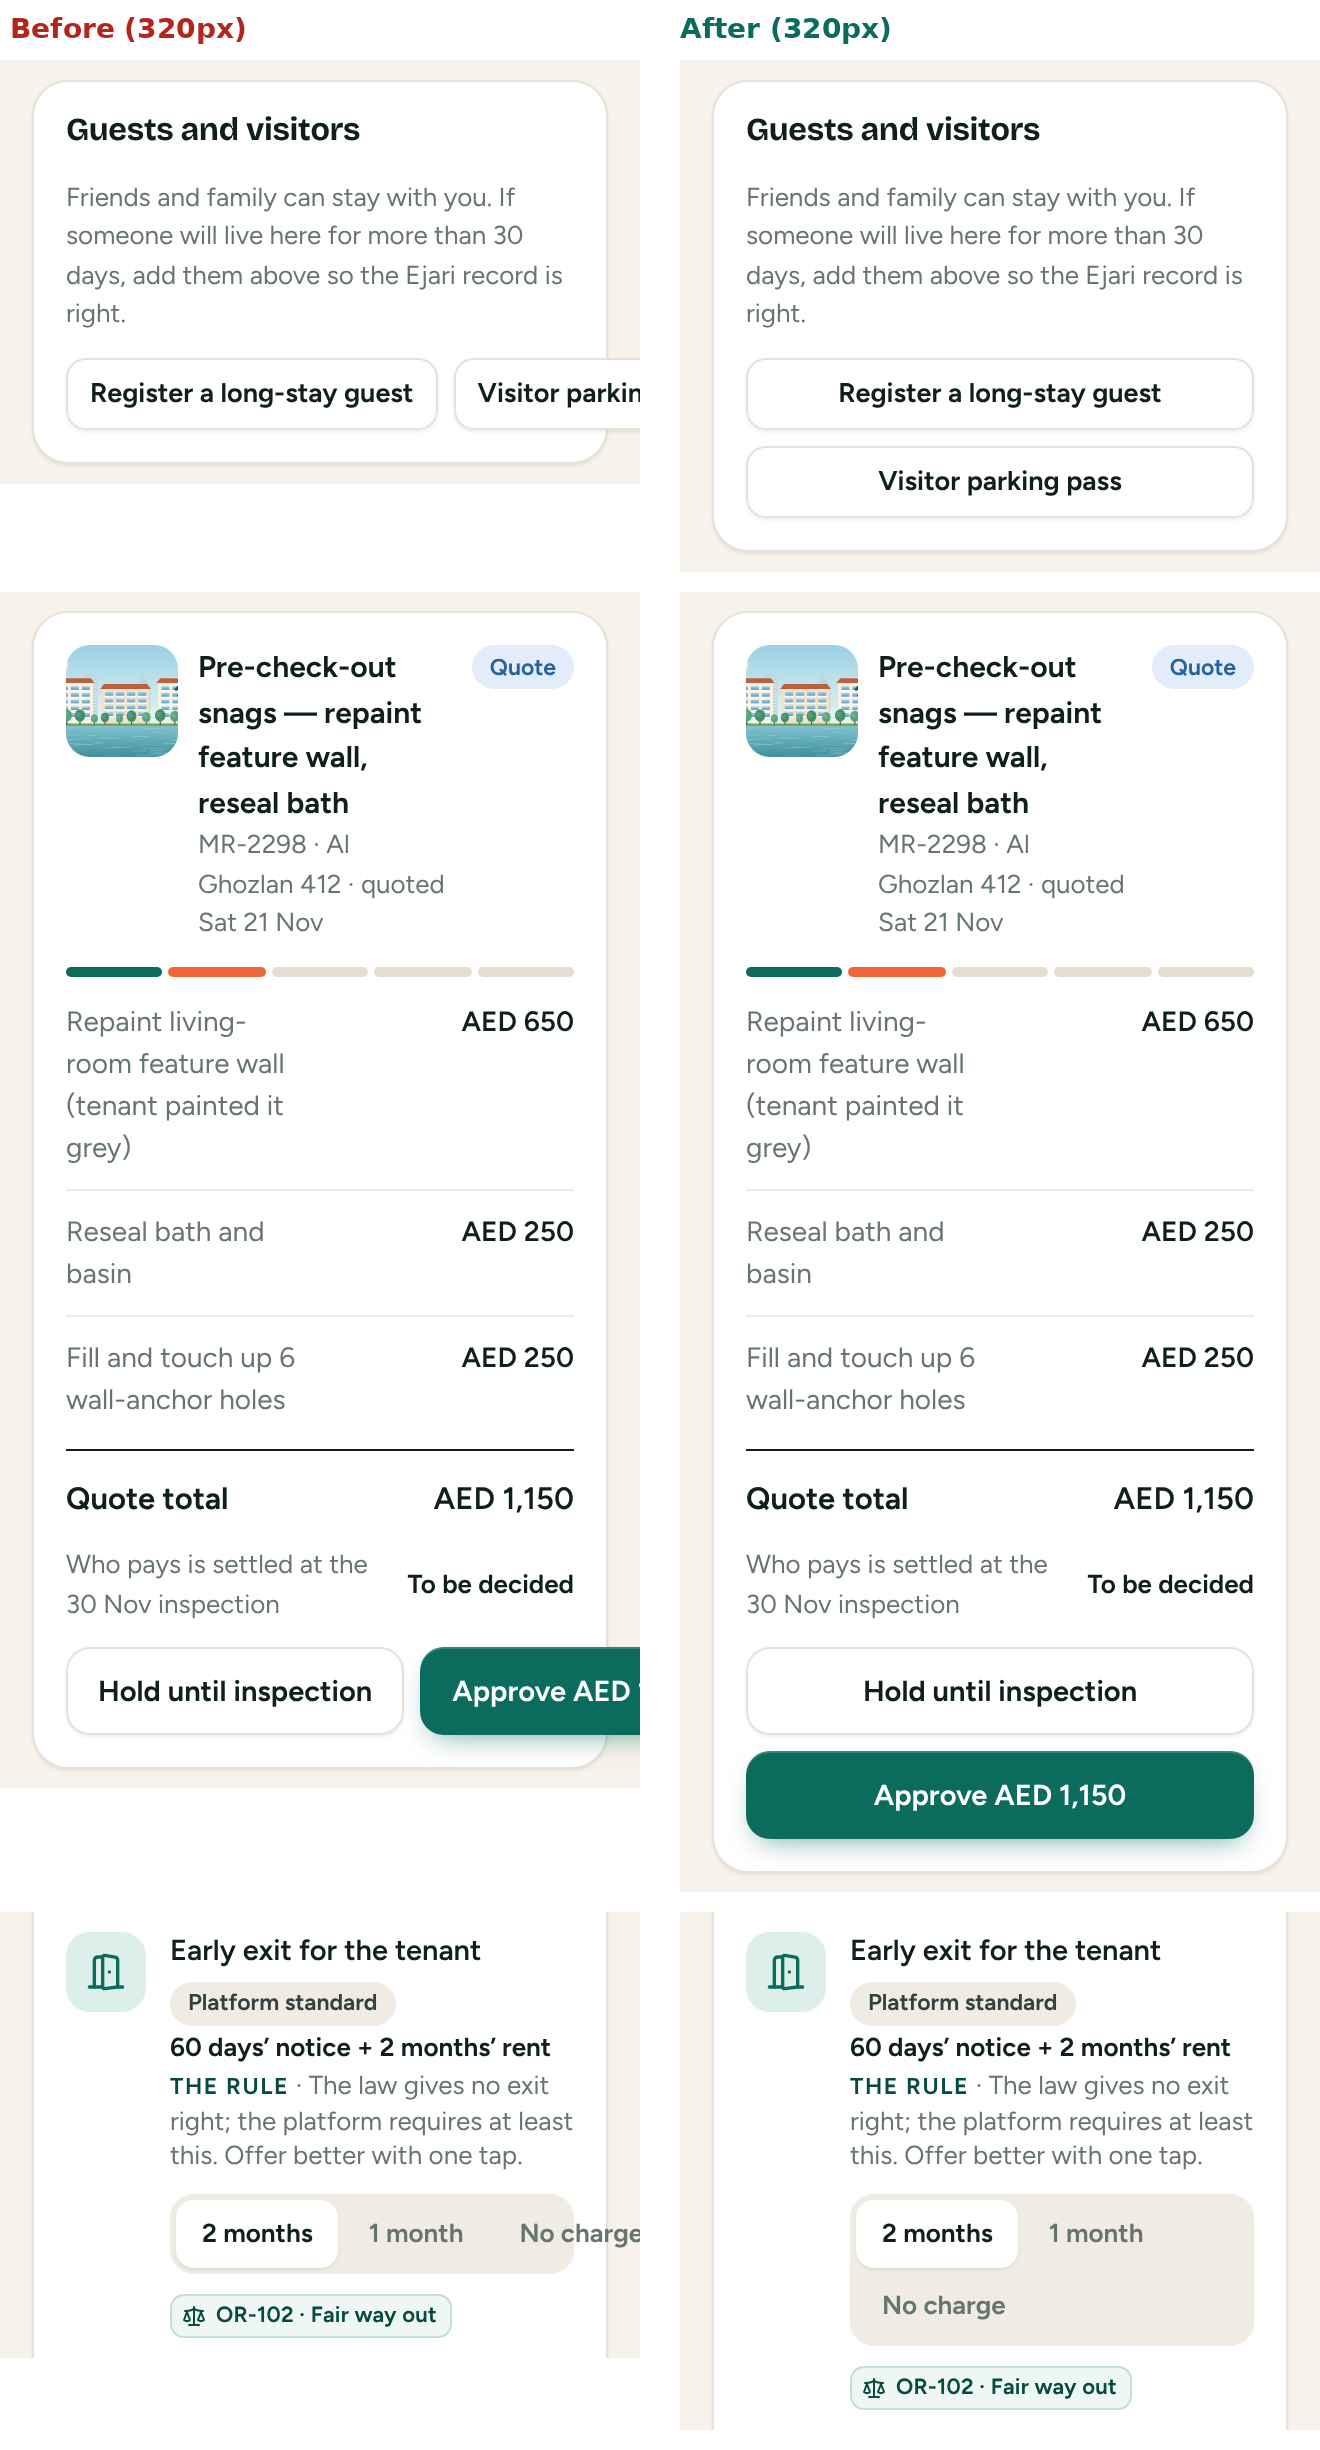 Before (320px)
Guests and visitors
Friends and family can stay with you. If
someone will live here for more than 30
days, add them above so the Ejari record is
right.
Register a long-stay guest
Visitor parkin
Pre-check-out
snags — repaint
feature wall,
reseal bath
Quote
MR-2298 · Al
Ghozlan 412 · quoted
Sat 21 Nov
Repaint living-
room feature wall
(tenant painted it
grey)
AED 650
Reseal bath and
basin
AED 250
Fill and touch up 6
wall-anchor holes
AED 250
Quote total
AED 1,150
Who pays is settled at the
30 Nov inspection
To be decided
Hold until inspection
Approve AED
Early exit for the tenant
Platform standard
60 days’ notice + 2 months’ rent
THE RULE · The law gives no exit
right; the platform requires at least
this. Offer better with one tap.
2 months
1 month
No charge
OR-102 · Fair way out
After (320px)
Guests and visitors
Friends and family can stay with you. If
someone will live here for more than 30
days, add them above so the Ejari record is
right.
Register a long-stay guest
Visitor parking pass
Pre-check-out
snags — repaint
feature wall,
reseal bath
Quote
MR-2298 · Al
Ghozlan 412 · quoted
Sat 21 Nov
Repaint living-
room feature wall
(tenant painted it
grey)
AED 650
Reseal bath and
basin
AED 250
Fill and touch up 6
wall-anchor holes
AED 250
Quote total
AED 1,150
Who pays is settled at the
30 Nov inspection
To be decided
Hold until inspection
Approve AED 1,150
Early exit for the tenant
Platform standard
60 days’ notice + 2 months’ rent
THE RULE · The law gives no exit
right; the platform requires at least
this. Offer better with one tap.
2 months
1 month
No charge
OR-102 · Fair way out